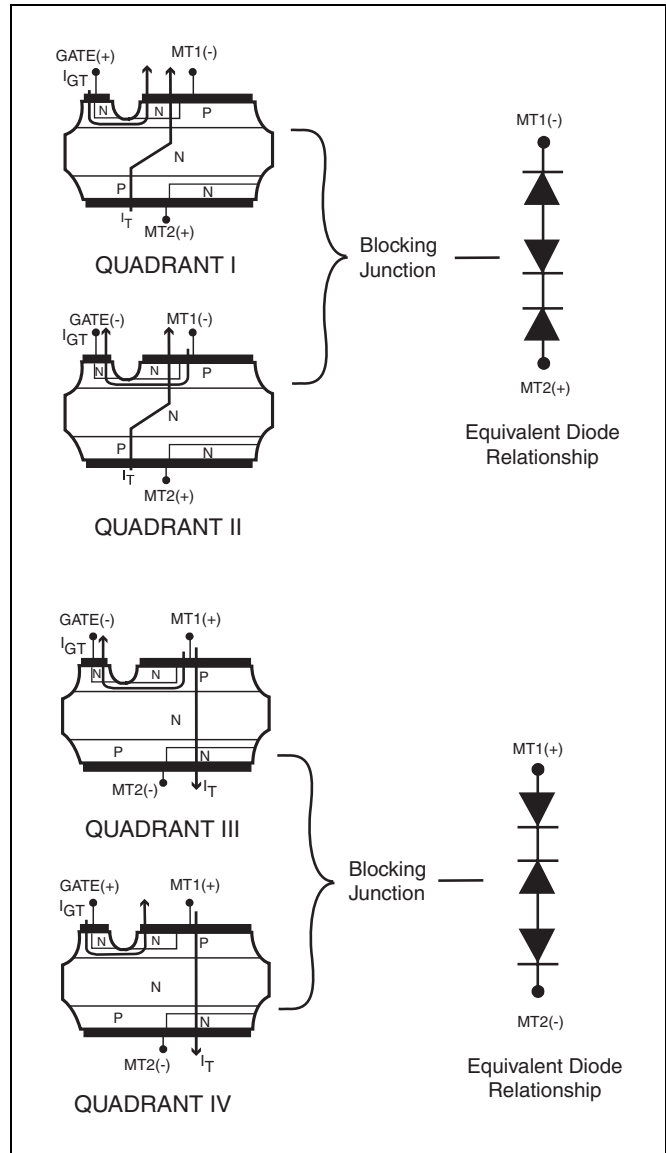 GATE(+)
MT1(-)
IGT
N
N
P
N
P
N
IT
MT2(+)
QUADRANT I
GATE(-)
MT1(-)
IGT
N
N
P
N
P
N
IT
MT2(+)
QUADRANT II
Blocking
Junction
MT1(-)
MT2(+)
Equivalent Diode
Relationship
GATE(-)
MT1(+)
IGT
N
N
P
N
P
N
MT2(-)
IT
QUADRANT III
GATE(+)
MT1(+)
IGT
N
N
P
N
P
N
MT2(-)
IT
QUADRANT IV
Blocking
Junction
MT1(+)
MT2(-)
Equivalent Diode
Relationship